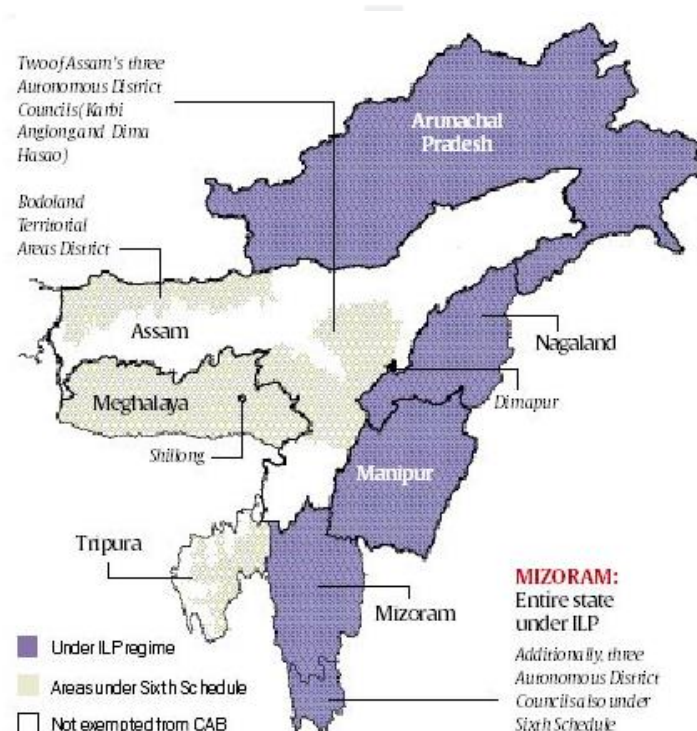 Two of Assam's three
Autonomous District
Councils (Karbi
Anglong and Dima
Hasao)
Arunachal
Pradesh
Bodoland
Territorial
Areas District
Assam
Nagaland
Meghalaya
Dimapur
Shillong
Manipur
Tripura
Mizoram
MIZORAM:
Entire state
under ILP
Additionally, three
Autonomous District
Councils also under
Sixth Schedule
Under ILP regime
Areas under Sixth Schedule
Not exempted from CAB